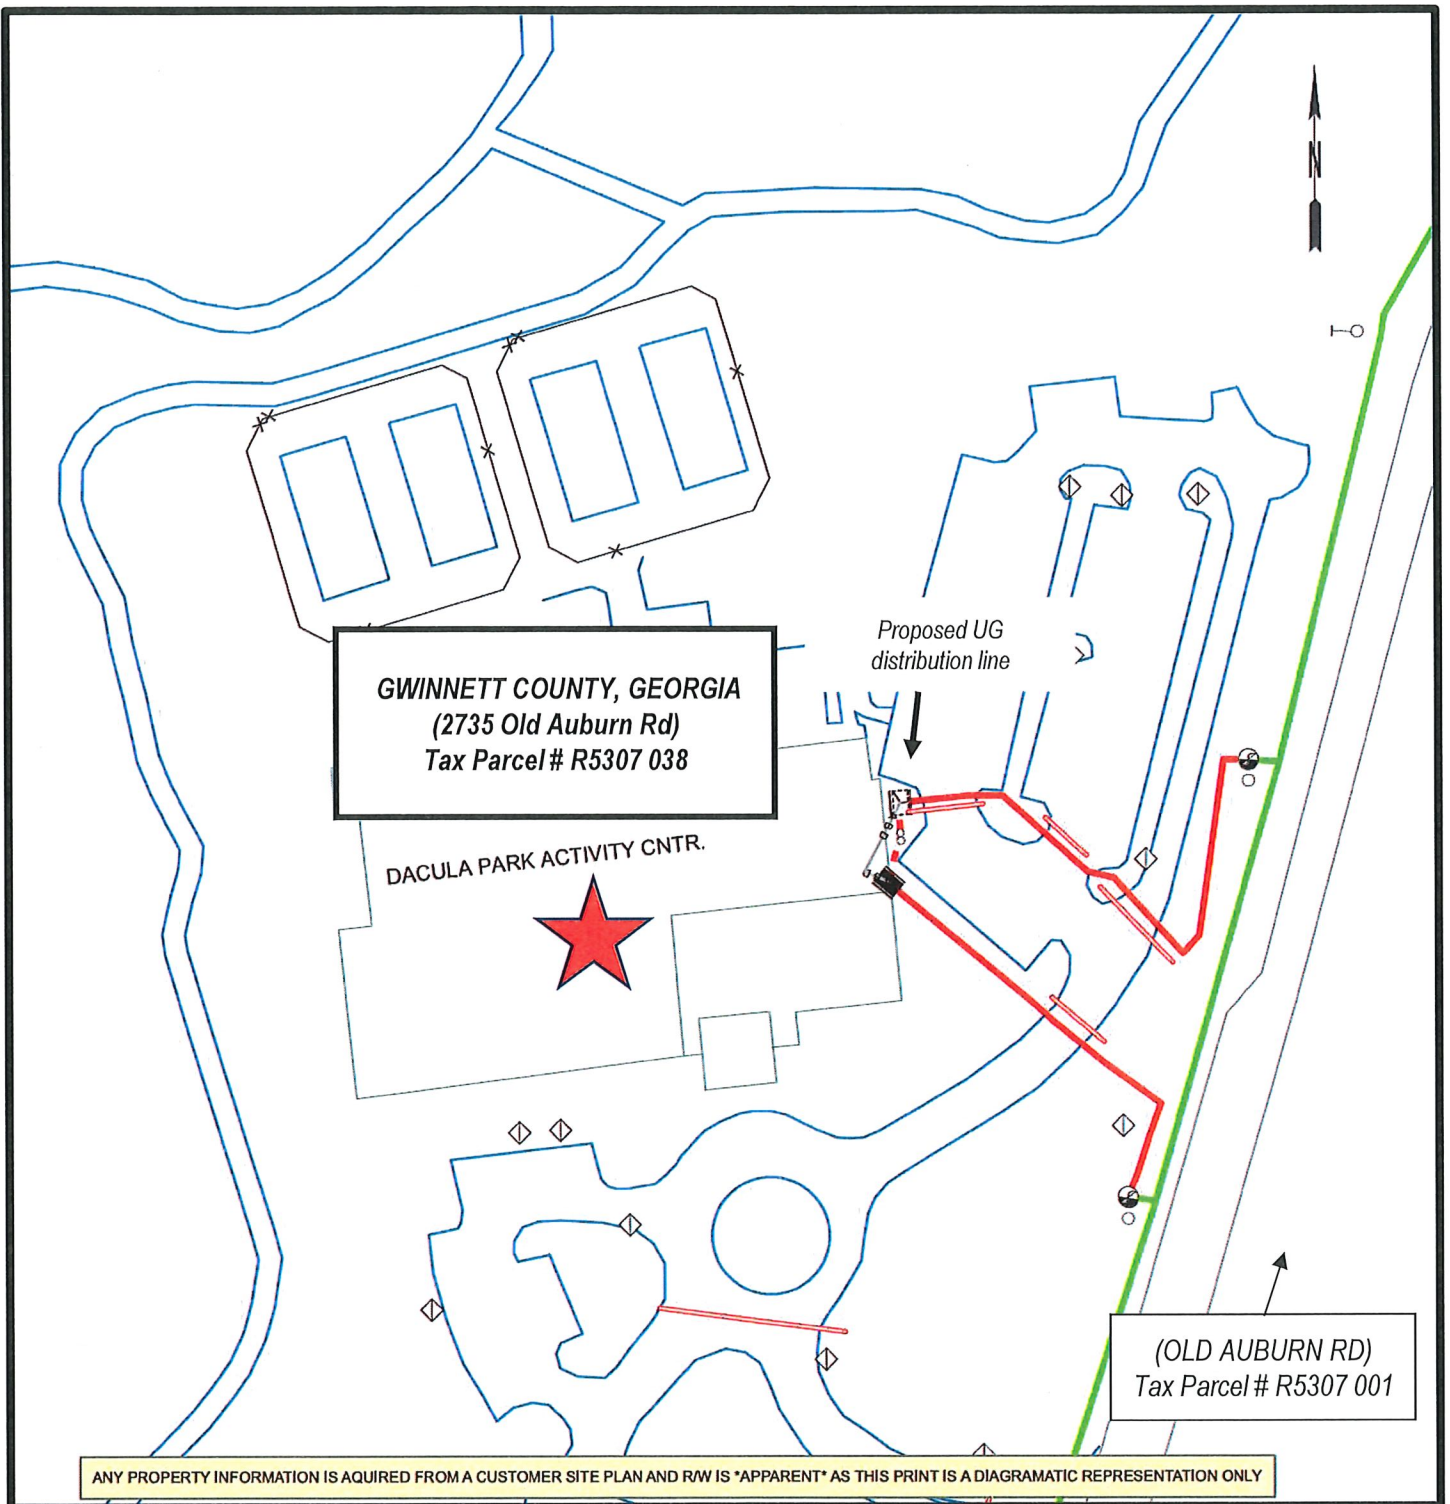 N
Proposed UG
distribution line
GWINNETT COUNTY, GEORGIA
(2735 Old Auburn Rd)
Tax Parcel # R5307 038
DACULA PARK ACTIVITY CNTR.
(OLD AUBURN RD)
Tax Parcel # R5307 001
ANY PROPERTY INFORMATION IS AQUIRED FROM A CUSTOMER SITE PLAN AND R/W IS *APPARENT* AS THIS PRINT IS A DIAGRAMATIC REPRESENTATION ONLY